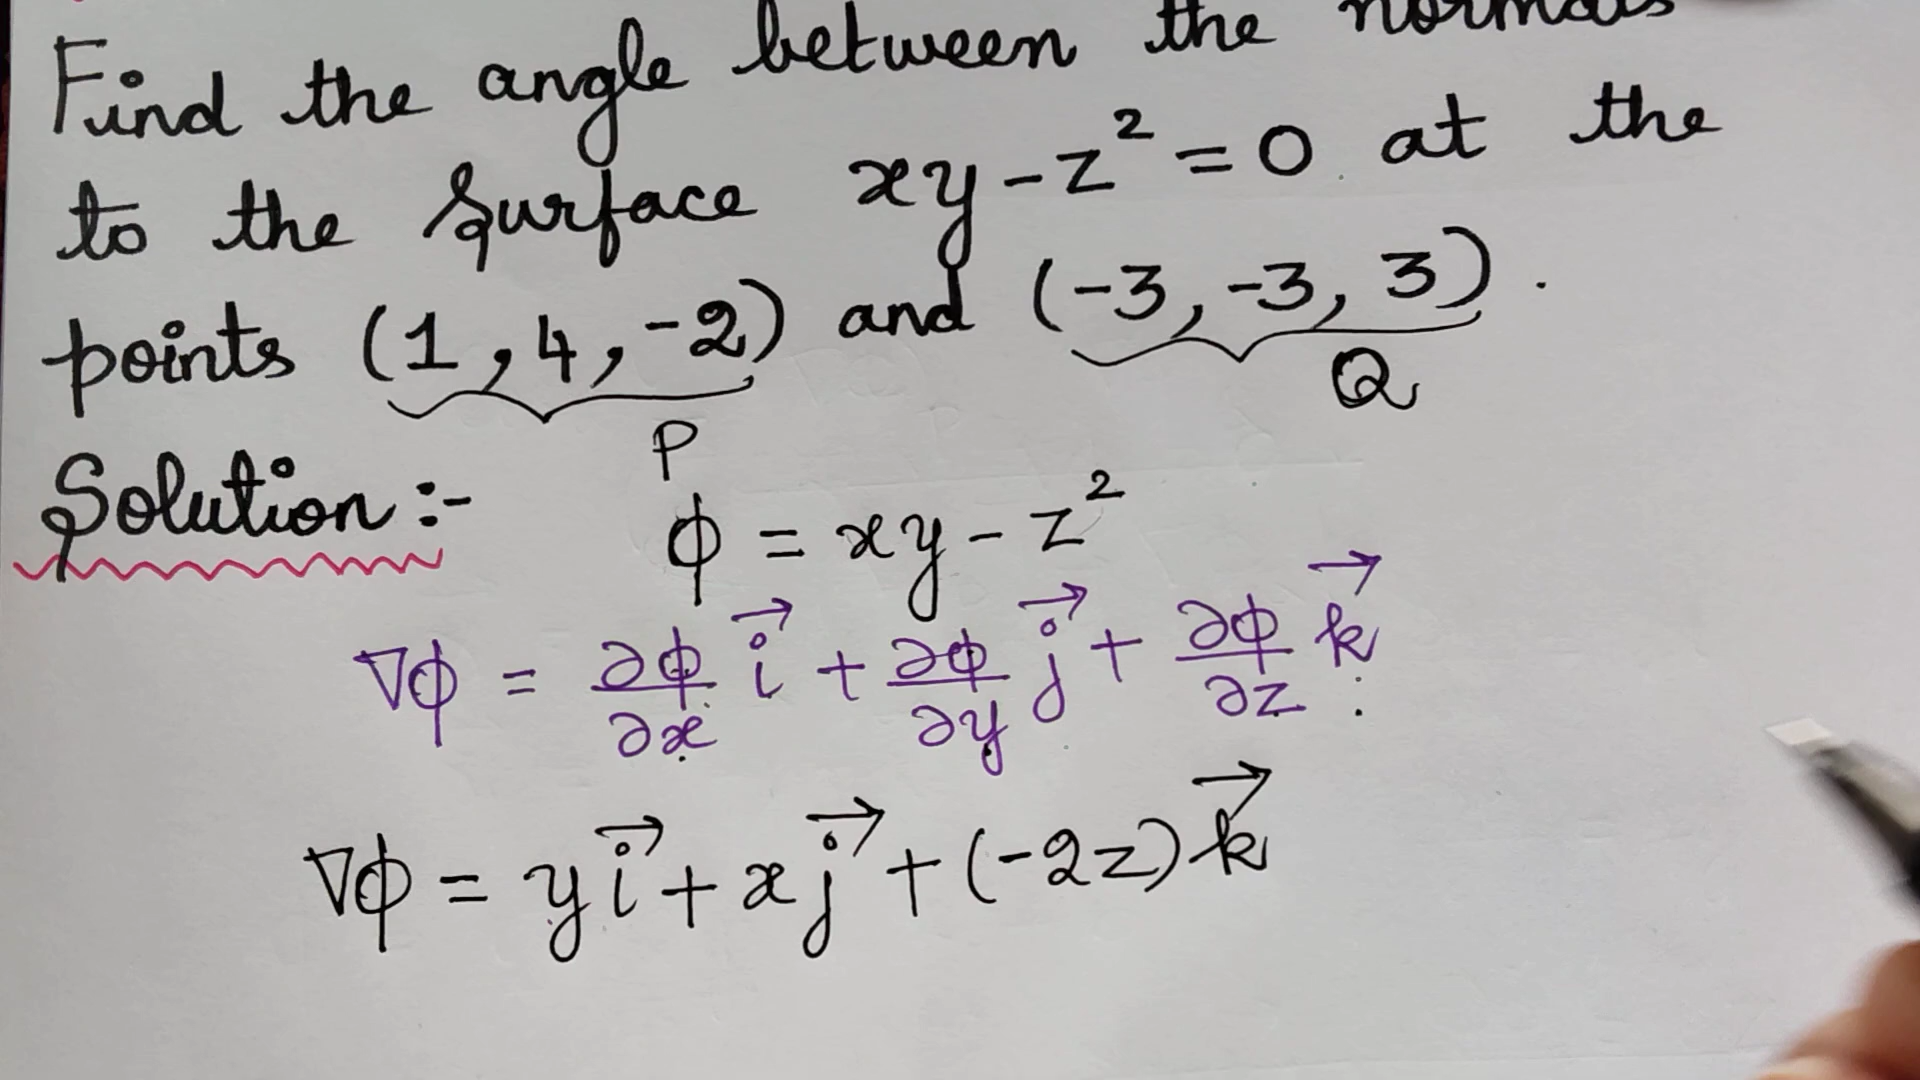 Find the angle between the normals
to the surface xy - z² = 0 at the
points (1, 4, -2) and (-3, -3, 3).
P Q
Solution :-
ϕ = xy - z²
∇ϕ = ∂ϕ/∂x i⃗ + ∂ϕ/∂y j⃗ + ∂ϕ/∂z k⃗
∇ϕ = y i⃗ + x j⃗ + (-2z) k⃗